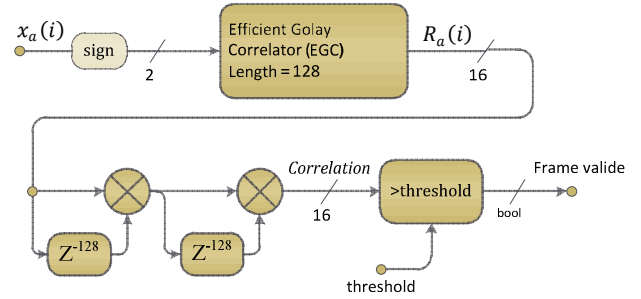 x_a(i)
sign
2
Efficient Golay
Correlator (EGC)
Length = 128
R_a(i)
16
Z^-128
Z^-128
Correlation
16
>threshold
Frame valide
bool
threshold